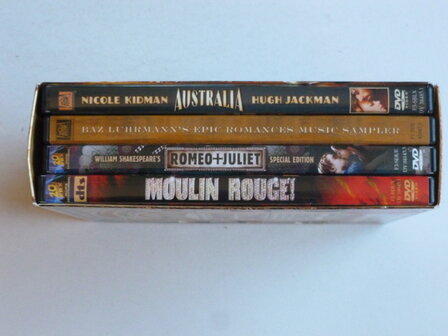 NICOLE KIDMAN AUSTRALIA HUGH JACKMAN DVD
BAZ LUHRMANN'S EPIC ROMANCES MUSIC SAMPLER
WILLIAM SHAKESPEARE'S ROMEO+JULIET SPECIAL EDITION DVD
dts MOULIN ROUGE! DVD